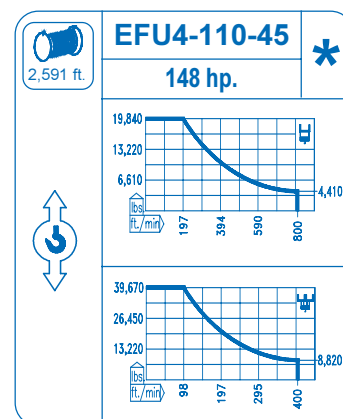 EFU4-110-45
*
2,591 ft.
148 hp.
19,840
13,220
6,610
4,410
lbs
ft./min
197
394
590
800
39,670
26,450
13,220
8,820
lbs
ft./min
98
197
295
400